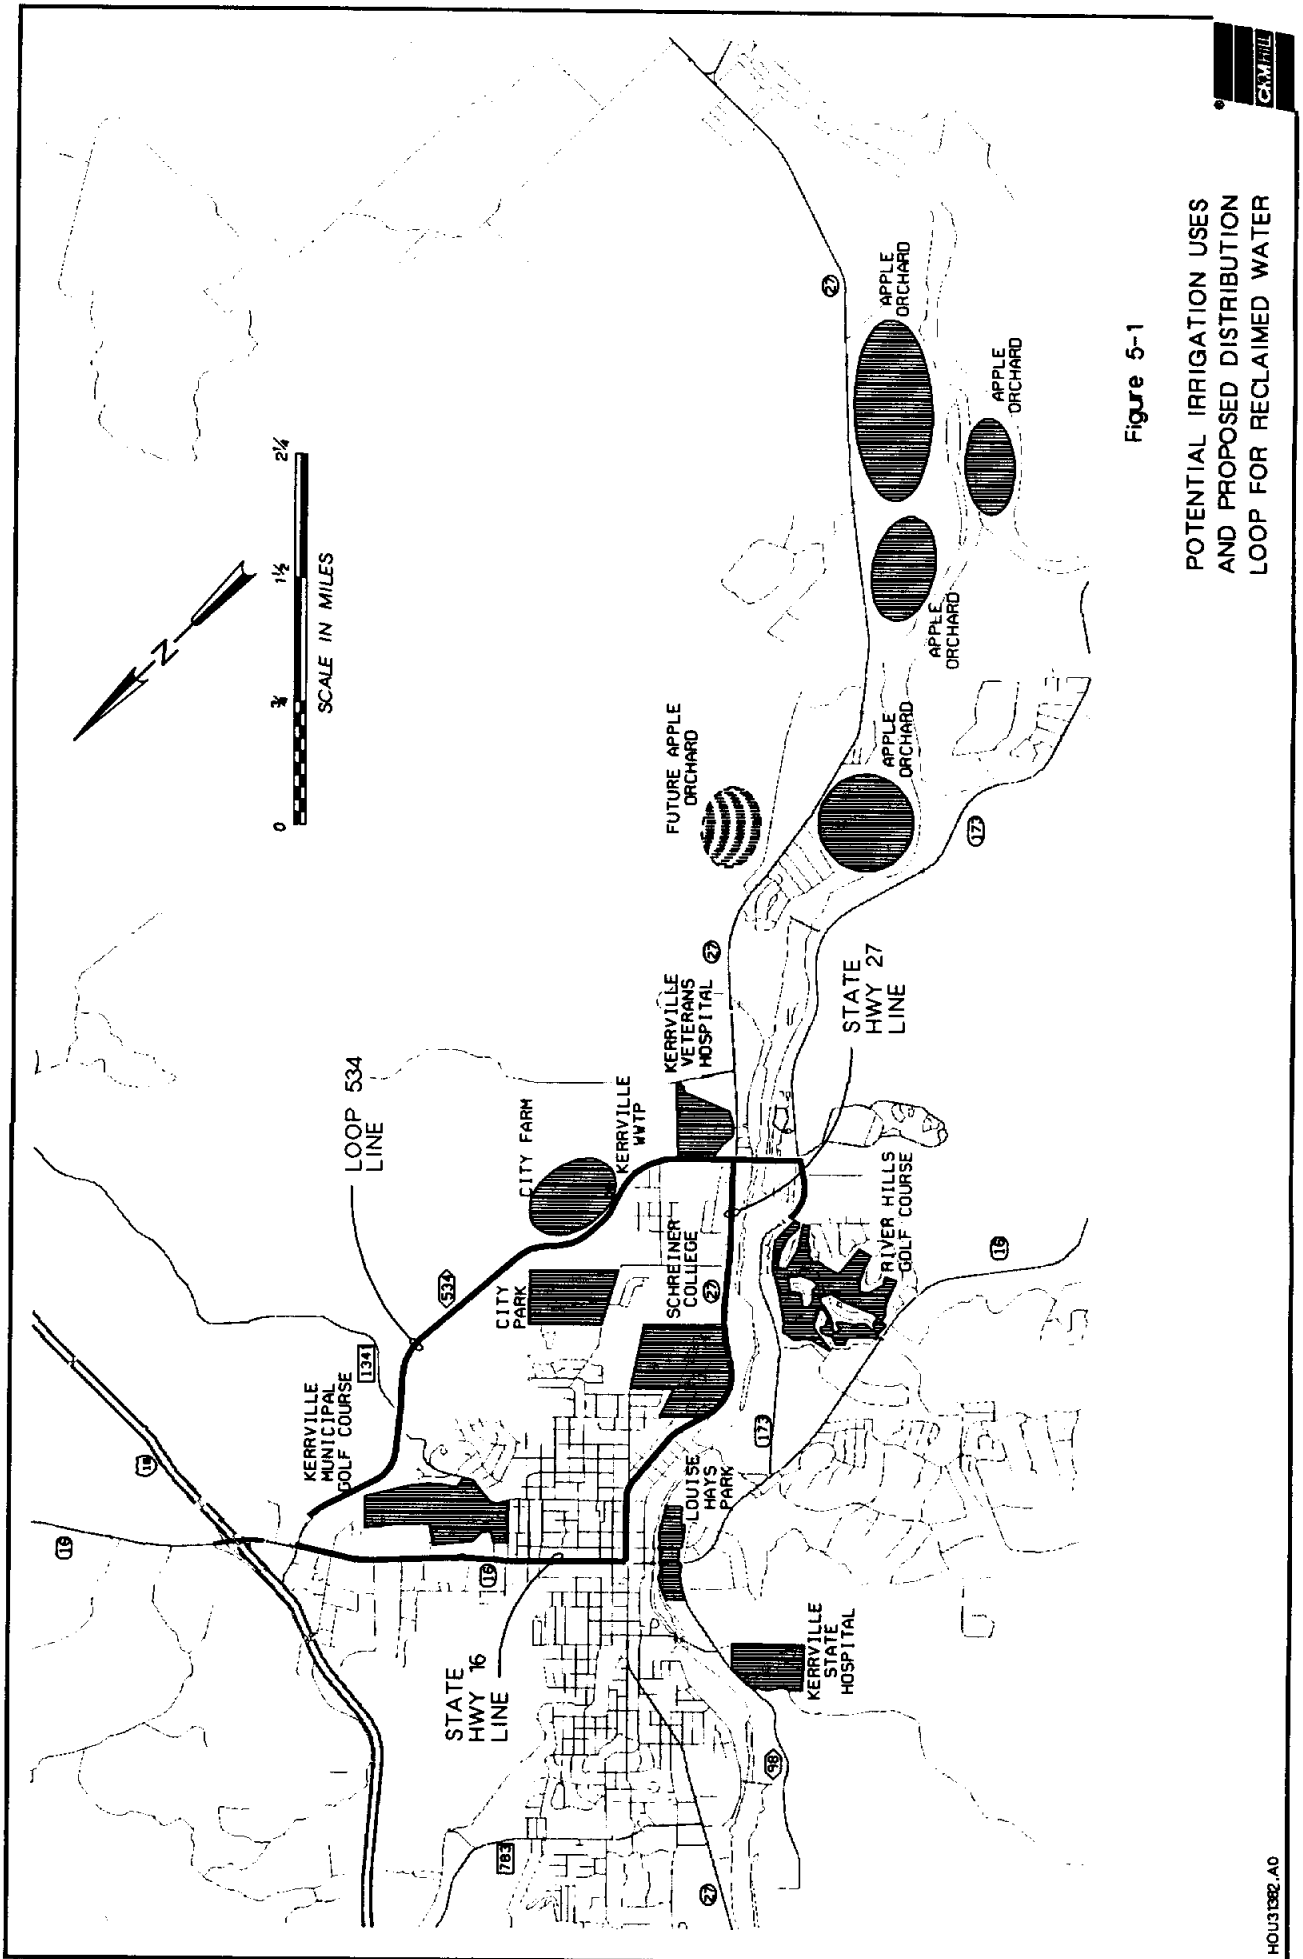 CH2M HILL
®
Figure 5-1
POTENTIAL IRRIGATION USES
AND PROPOSED DISTRIBUTION
LOOP FOR RECLAIMED WATER
N
0
¾
1½
2¼
SCALE IN MILES
LOOP 534
LINE
STATE
HWY 16
LINE
STATE
HWY 27
LINE
KERRVILLE
MUNICIPAL
GOLF COURSE
CITY
PARK
CITY FARM
KERRVILLE
WWTP
KERRVILLE
VETERANS
HOSPITAL
SCHREINER
COLLEGE
LOUISE
HAYS
PARK
KERRVILLE
STATE
HOSPITAL
RIVER HILLS
GOLF COURSE
FUTURE APPLE
ORCHARD
APPLE
ORCHARD
APPLE
ORCHARD
APPLE
ORCHARD
APPLE
ORCHARD
16
16
16
134
534
783
27
27
27
27
98
173
173
HOU31382.A0